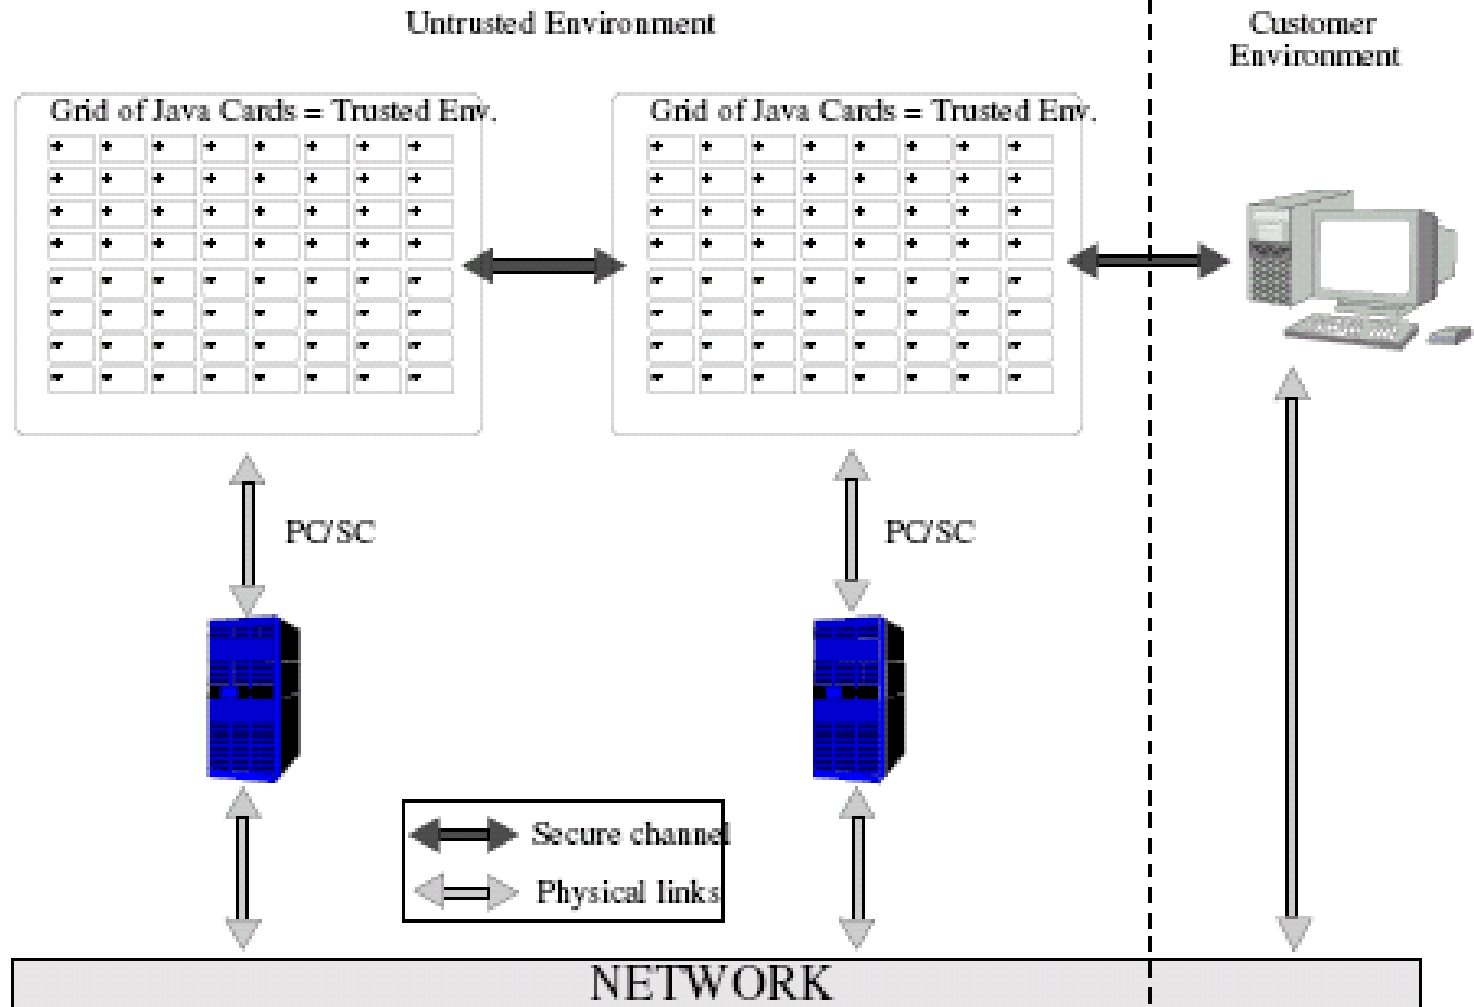 Untrusted Environment
Customer
Environment
Grid of Java Cards = Trusted Env.
Grid of Java Cards = Trusted Env.
PC/SC
PC/SC
Secure channel
Physical links
NETWORK